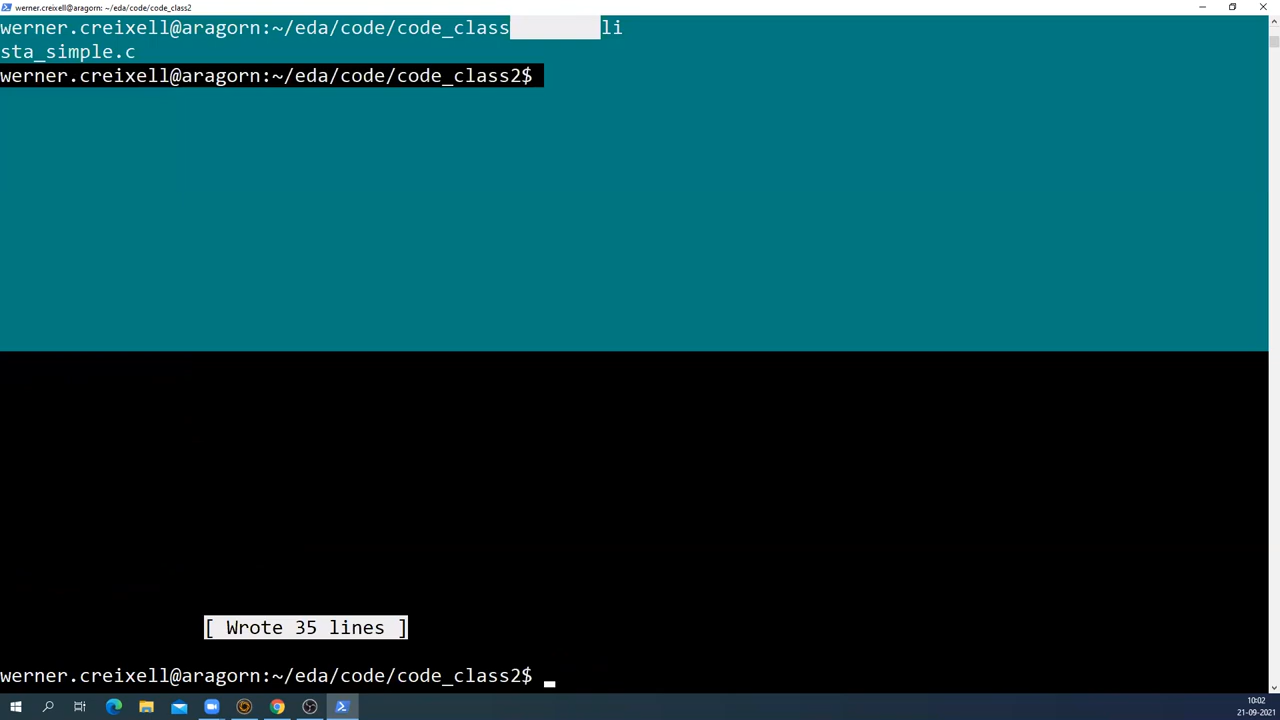 werner.creixell@aragorn: ~/eda/code/code_class2
werner.creixell@aragorn:~/eda/code/code_class li
sta_simple.c
werner.creixell@aragorn:~/eda/code/code_class2$
[ Wrote 35 lines ]
werner.creixell@aragorn:~/eda/code/code_class2$
10:02
21-09-2021